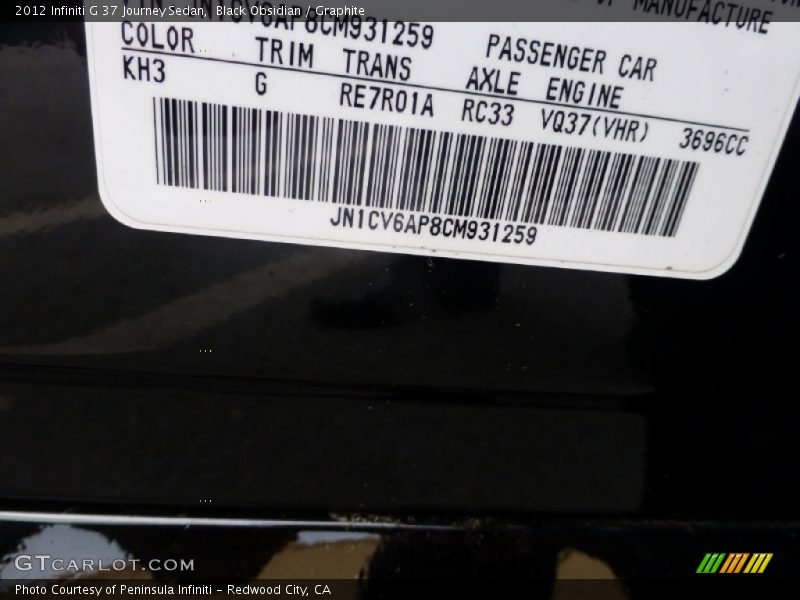 2012 Infiniti G 37 Journey Sedan, Black Obsidian / Graphite
MANUFACTURE
PASSENGER CAR
COLOR TRIM TRANS AXLE ENGINE
KH3 G RE7R01A RC33 VQ37(VHR) 3696CC
JN1CV6AP8CM931259
GTCARLOT.COM
Photo Courtesy of Peninsula Infiniti – Redwood City, CA